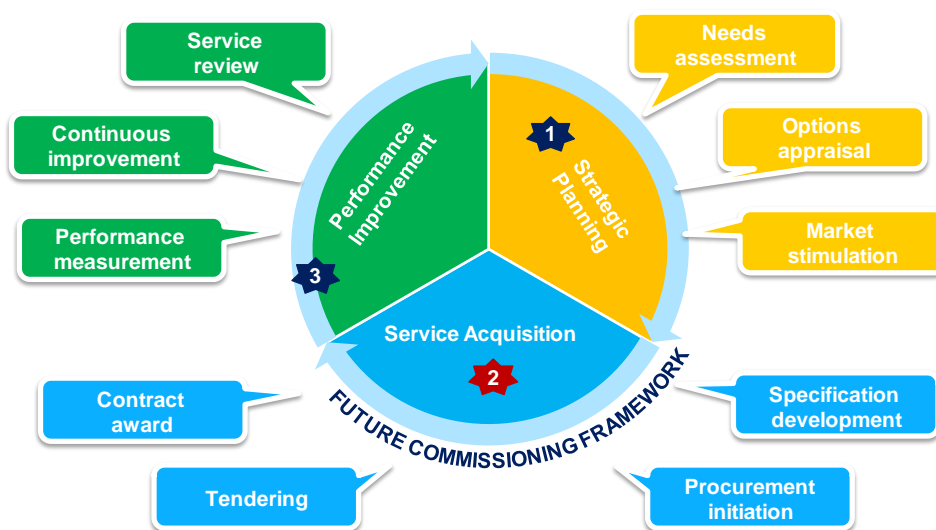 Service
review
Needs
assessment
Continuous
improvement
Options
appraisal
1
Performance
Improvement
Strategic
Planning
Performance
measurement
Market
stimulation
3
Service Acquisition
2
Contract
award
Specification
development
FUTURE COMMISSIONING FRAMEWORK
Tendering
Procurement
initiation